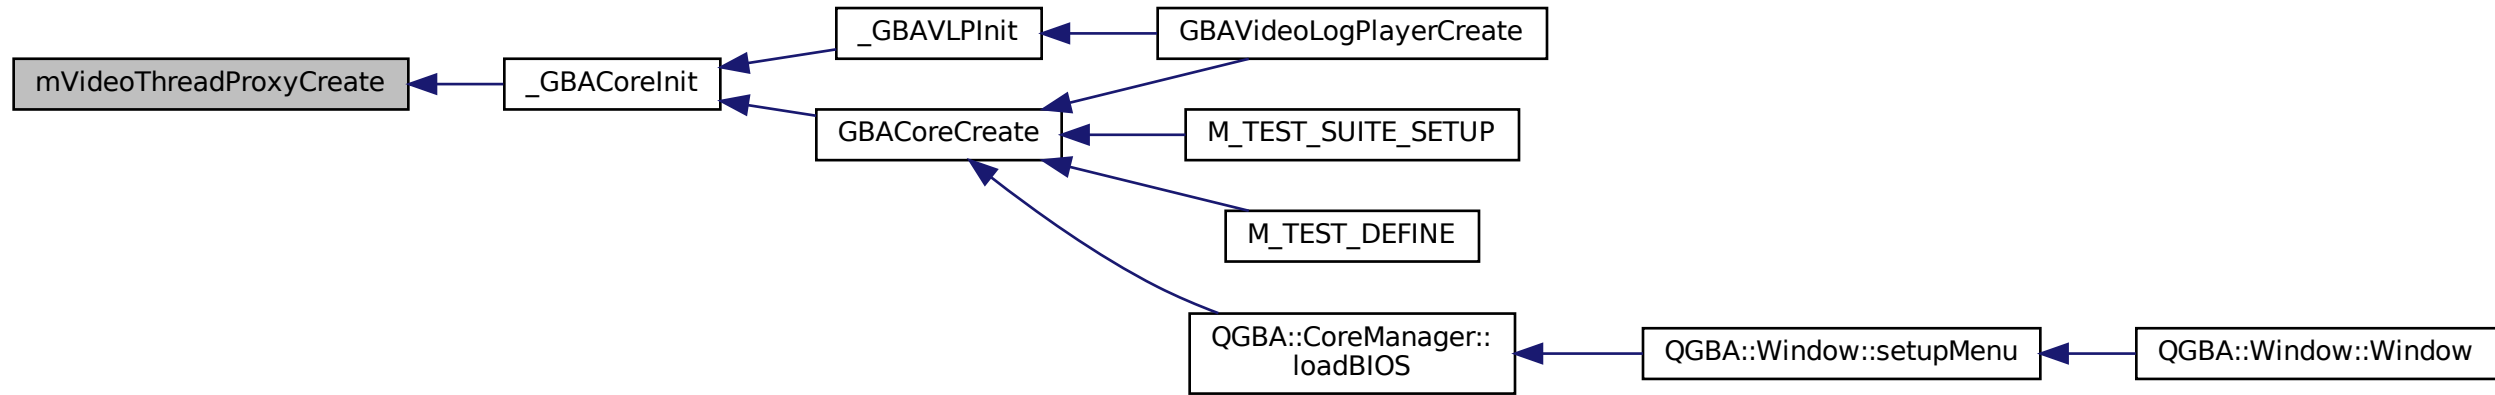 mVideoThreadProxyCreate
_GBACoreInit
_GBAVLPInit
GBAVideoLogPlayerCreate
GBACoreCreate
M_TEST_SUITE_SETUP
M_TEST_DEFINE
QGBA::CoreManager::
loadBIOS
QGBA::Window::setupMenu
QGBA::Window::Window